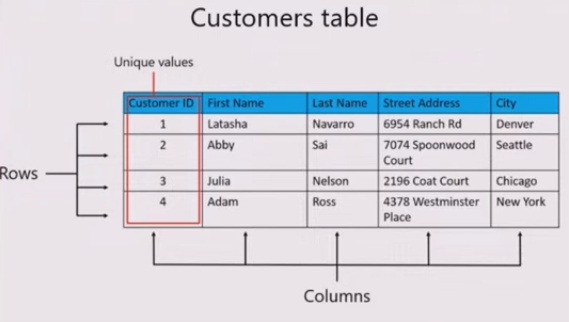 Customers table
Unique values
Customer ID First Name Last Name Street Address City
1 Latasha Navarro 6954 Ranch Rd Denver
2 Abby Sai 7074 Spoonwood Seattle
Court
Rows
3 Julia Nelson 2196 Coat Court Chicago
4 Adam Ross 4378 Westminster New York
Place
Columns